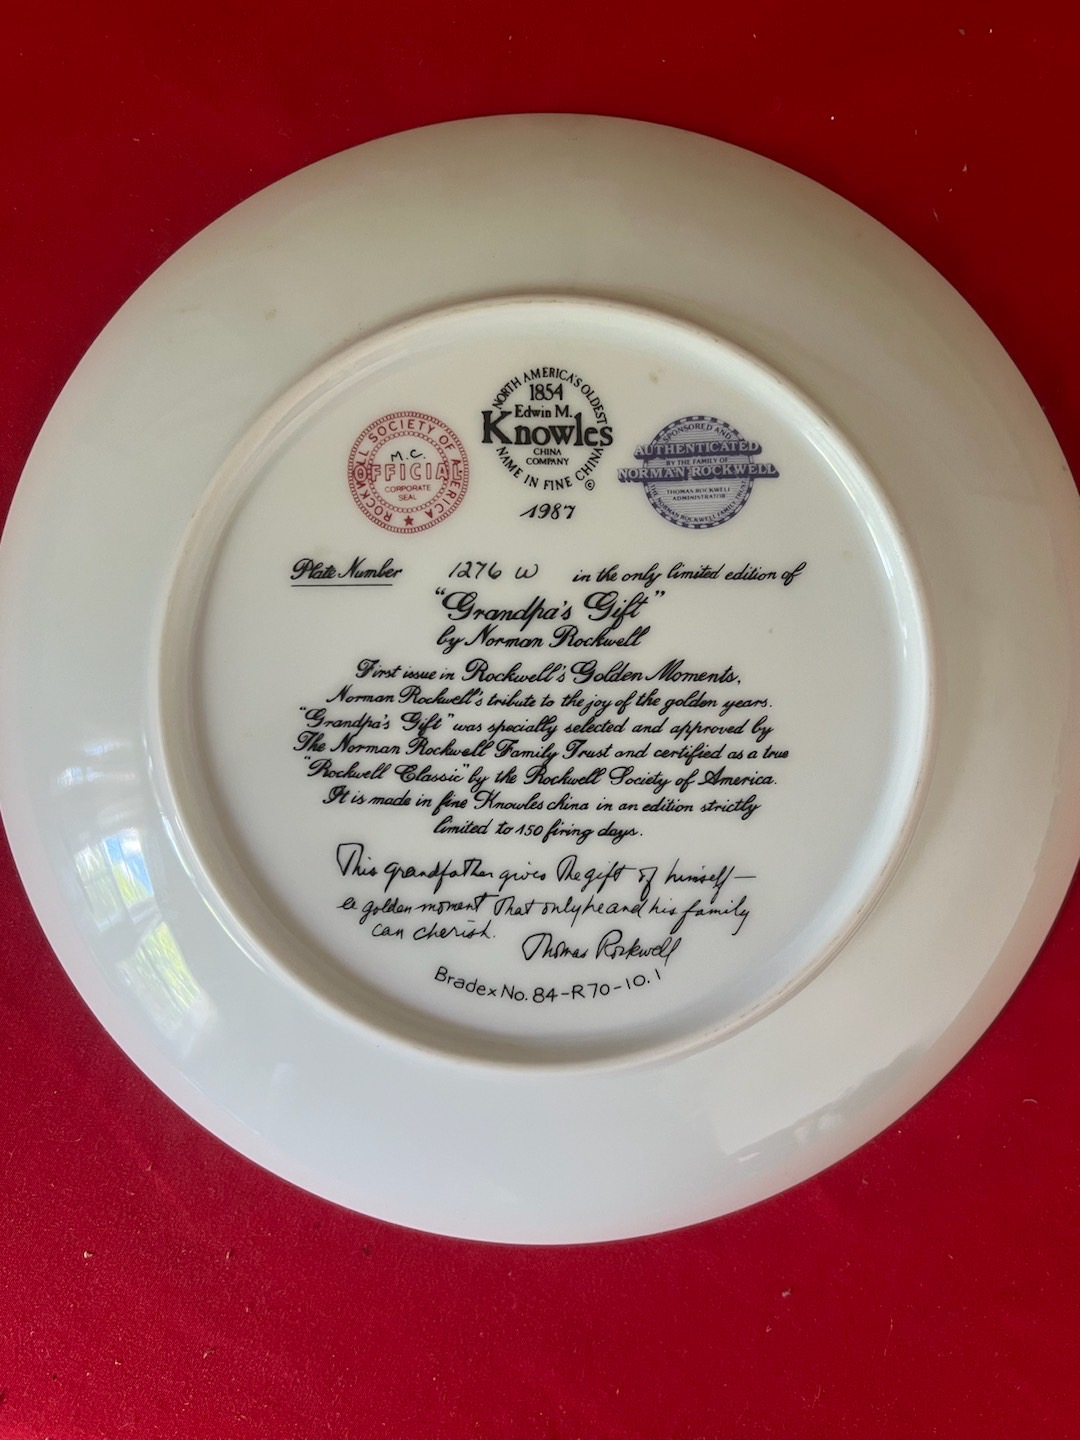 NORTH AMERICA'S OLDEST
1854
Edwin M.
Knowles
CHINA
COMPANY
NAME IN FINE CHINA
©
1987
ROCKWELL SOCIETY OF AMERICA
M.C.
OFFICIAL
CORPORATE
SEAL
SPONSORED AND
AUTHENTICATED
BY THE FAMILY OF
NORMAN ROCKWELL
THOMAS ROCKWELL
ADMINISTRATOR
THE NORMAN ROCKWELL FAMILY TRUST
Plate Number 1276 W in the only limited edition of
"Grandpa's Gift"
by Norman Rockwell
First issue in Rockwell's Golden Moments,
Norman Rockwell's tribute to the joy of the golden years.
"Grandpa's Gift" was specially selected and approved by
The Norman Rockwell Family Trust and certified as a true
"Rockwell Classic" by the Rockwell Society of America.
It is made in fine Knowles china in an edition strictly
limited to 150 firing days.
This grandfather gives the gift of himself—
a golden moment that only he and his family
can cherish.
Thomas Rockwell
Bradex No. 84-R70-10.1